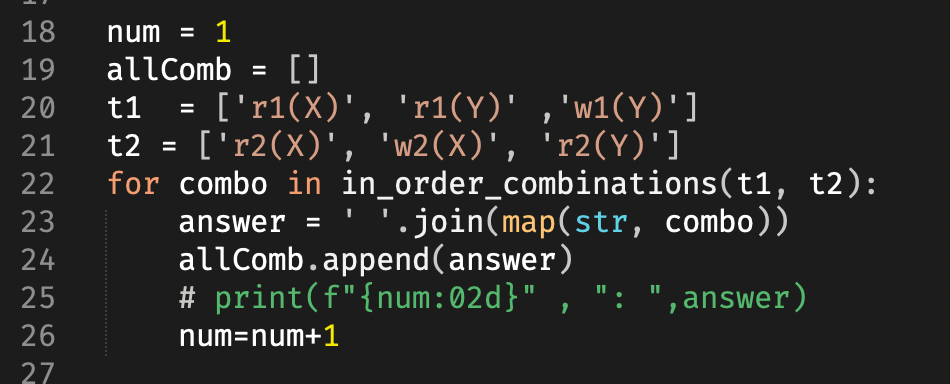 18 num = 1
19 allComb = []
20 t1  = ['r1(X)', 'r1(Y)' ,'w1(Y)']
21 t2 = ['r2(X)', 'w2(X)', 'r2(Y)']
22 for combo in in_order_combinations(t1, t2):
23     answer = ' '.join(map(str, combo))
24     allComb.append(answer)
25     # print(f"{num:02d}" , ": ",answer)
26     num=num+1
27